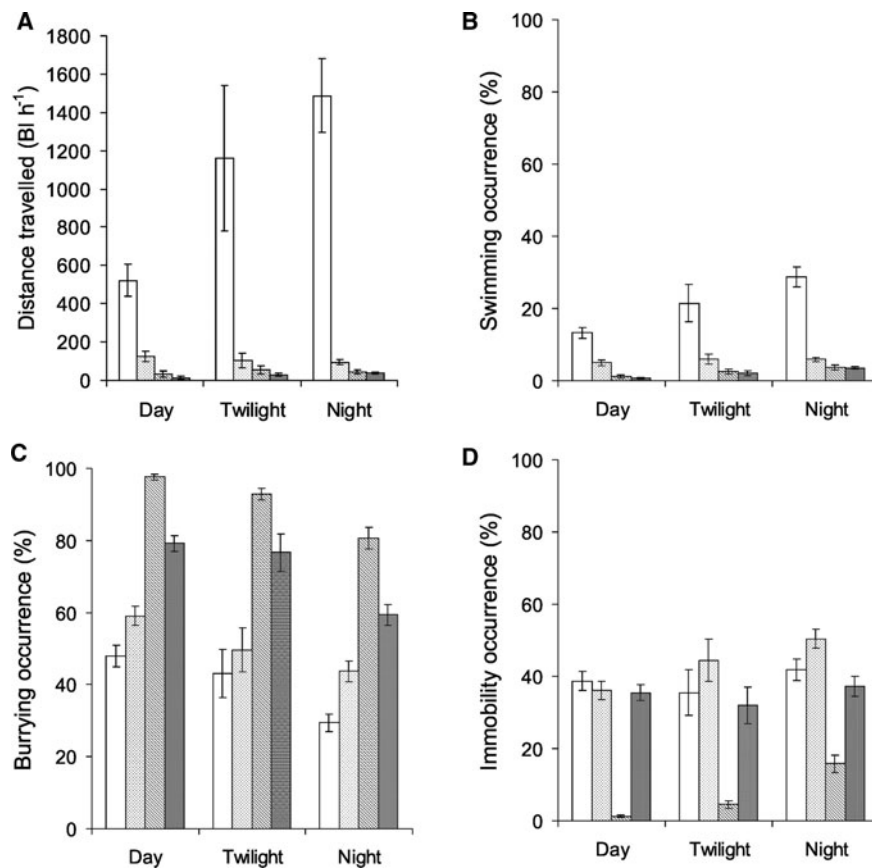 A
Distance travelled (Bl h⁻¹)
1800
1600
1400
1200
1000
800
600
400
200
0
Day Twilight Night
B
Swimming occurrence (%)
100
80
60
40
20
0
Day Twilight Night
C
Burrying occurrence (%)
100
80
60
40
20
0
Day Twilight Night
D
Immobility occurrence (%)
100
80
60
40
20
0
Day Twilight Night